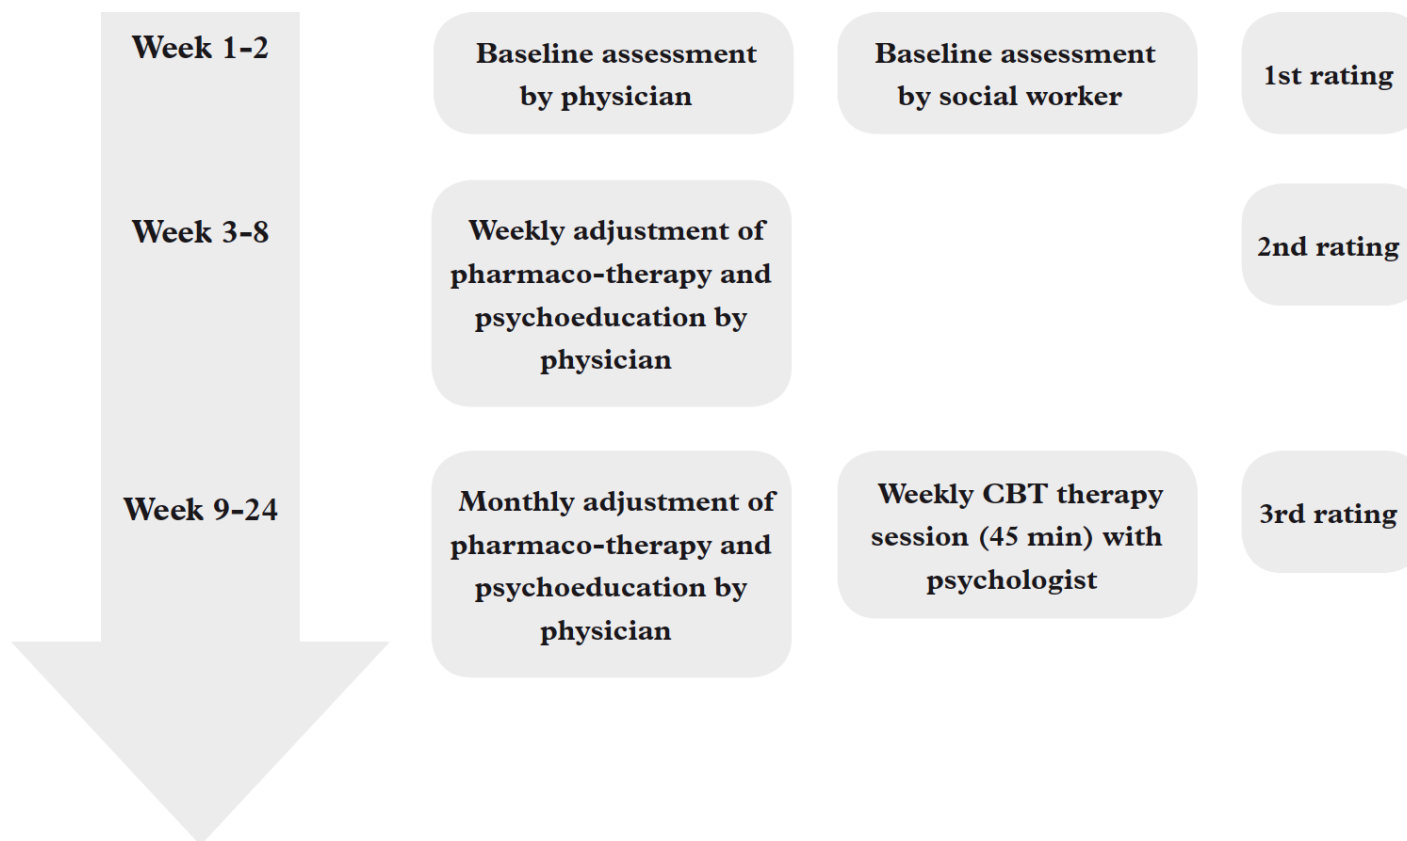 Week 1-2
Baseline assessment
by physician
Baseline assessment
by social worker
1st rating
Week 3-8
Weekly adjustment of
pharmaco-therapy and
psychoeducation by
physician
2nd rating
Week 9-24
Monthly adjustment of
pharmaco-therapy and
psychoeducation by
physician
Weekly CBT therapy
session (45 min) with
psychologist
3rd rating